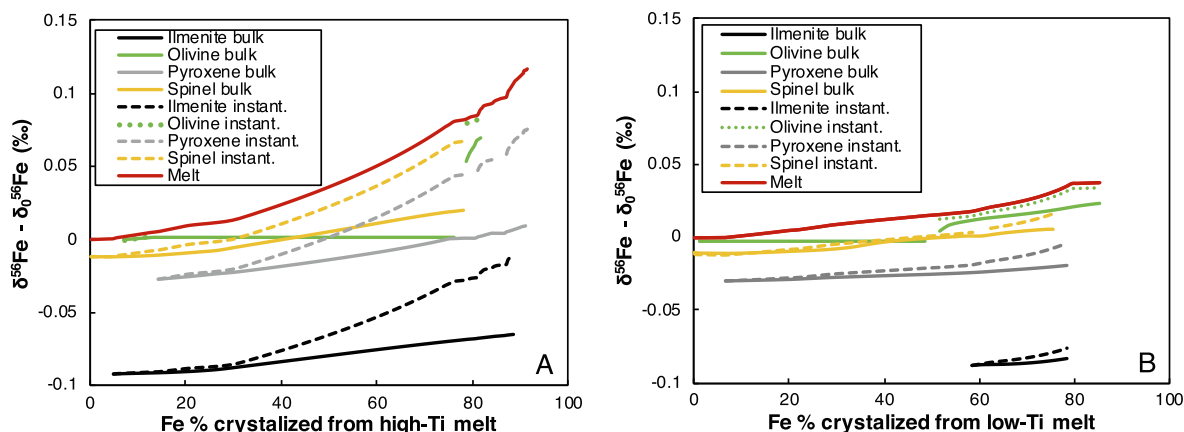 0.15
0.1
0.05
0
-0.05
-0.1
δ⁵⁶Fe - δ₀⁵⁶Fe (‰)
Ilmenite bulk
Olivine bulk
Pyroxene bulk
Spinel bulk
Ilmenite instant.
Olivine instant.
Pyroxene instant.
Spinel instant.
Melt
A
0 20 40 60 80 100
Fe % crystalized from high-Ti melt
0.15
0.1
0.05
0
-0.05
-0.1
δ⁵⁶Fe - δ₀⁵⁶Fe (‰)
Ilmenite bulk
Olivine bulk
Pyroxene bulk
Spinel bulk
Ilmenite instant.
Olivine instant.
Pyroxene instant.
Spinel instant.
Melt
B
0 20 40 60 80 100
Fe % crystalized from low-Ti melt